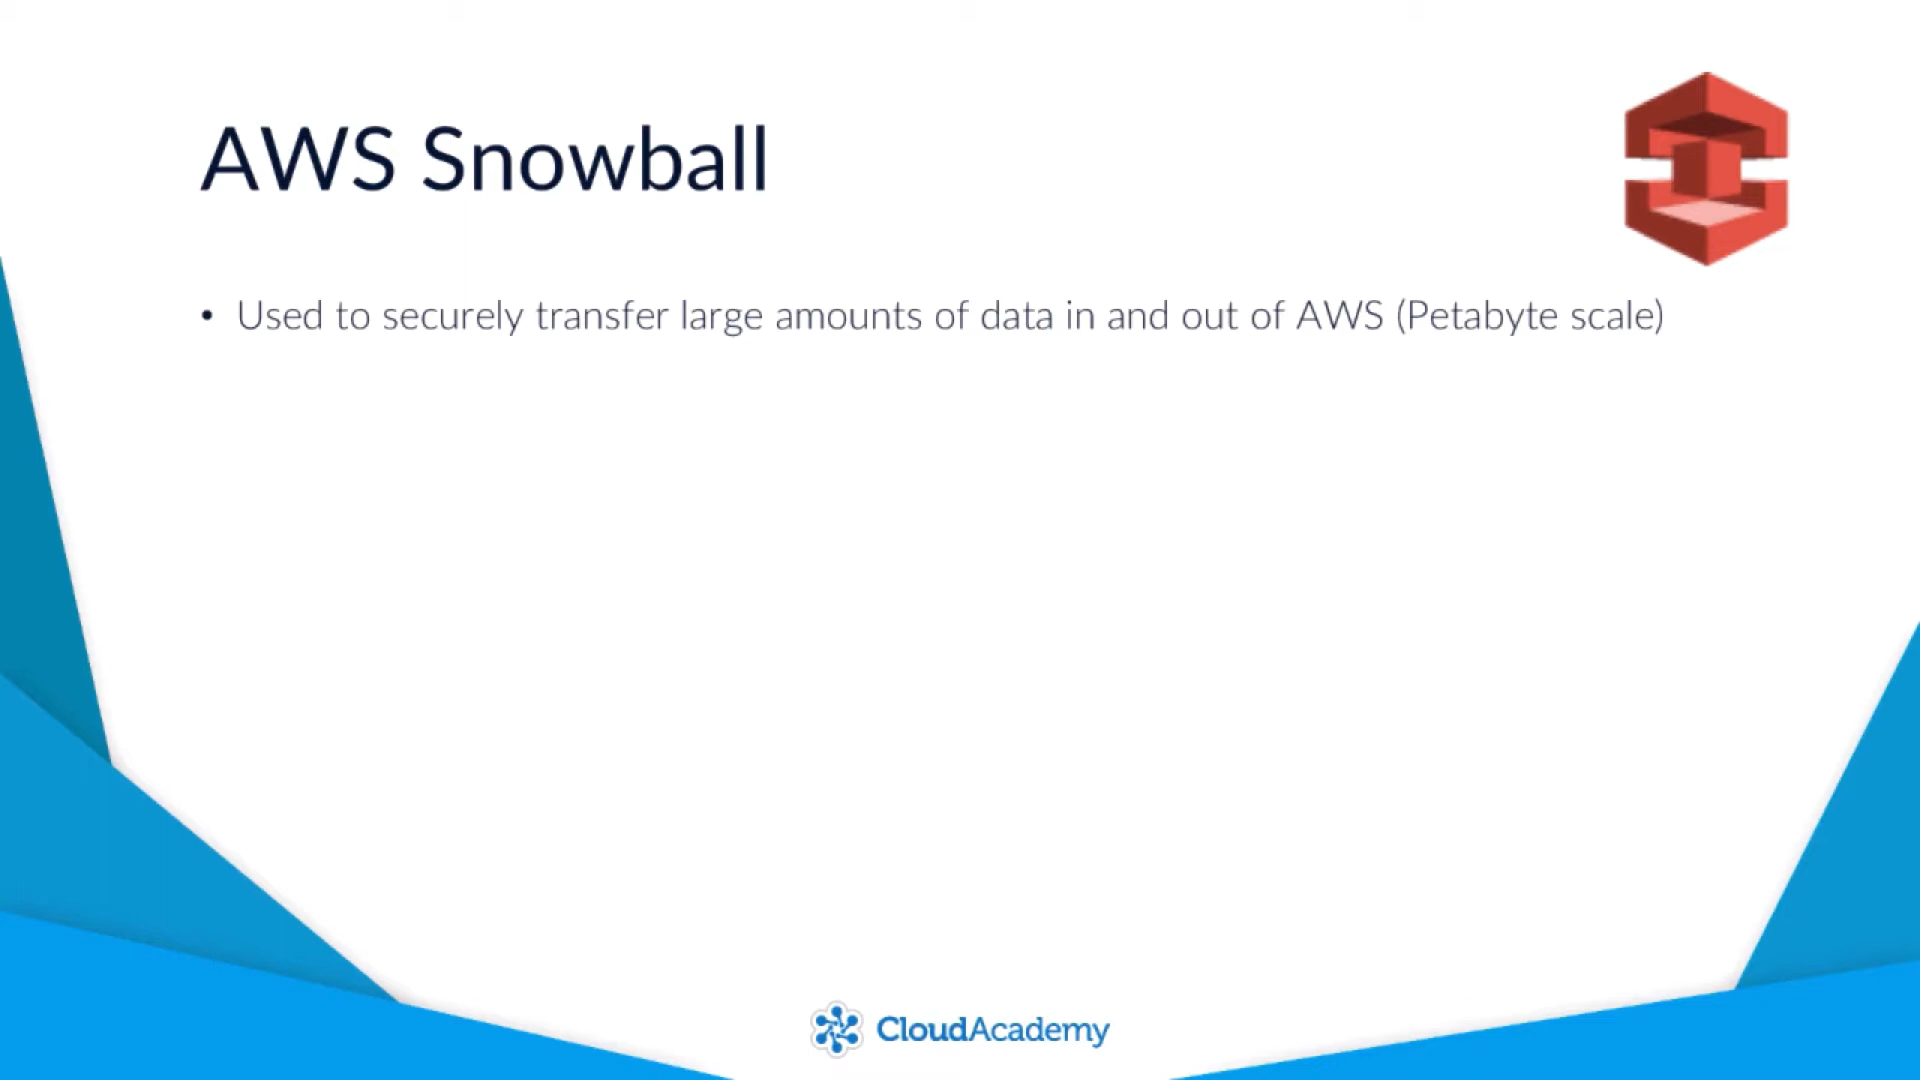 AWS Snowball
• Used to securely transfer large amounts of data in and out of AWS (Petabyte scale)
CloudAcademy